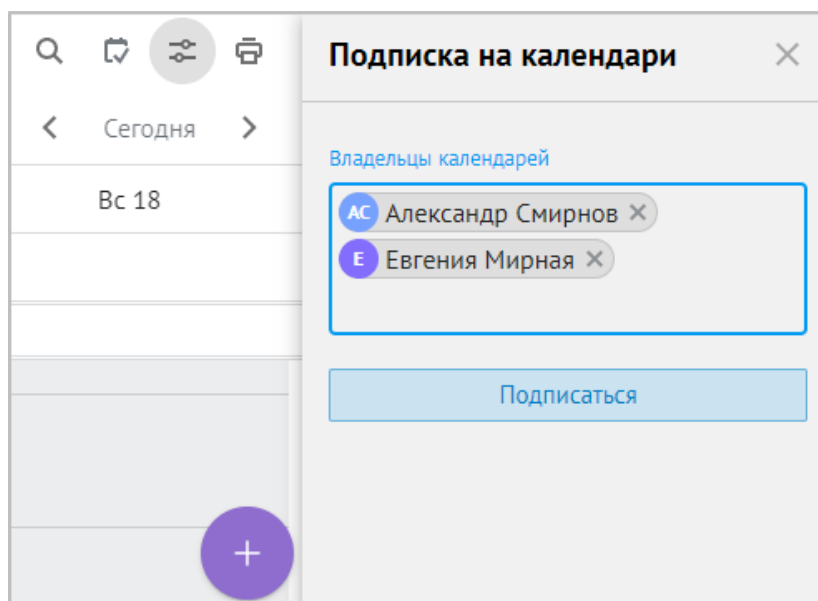 Подписка на календари
Сегодня
Владельцы календарей
Вс 18
АС Александр Смирнов
Е Евгения Мирная
Подписаться